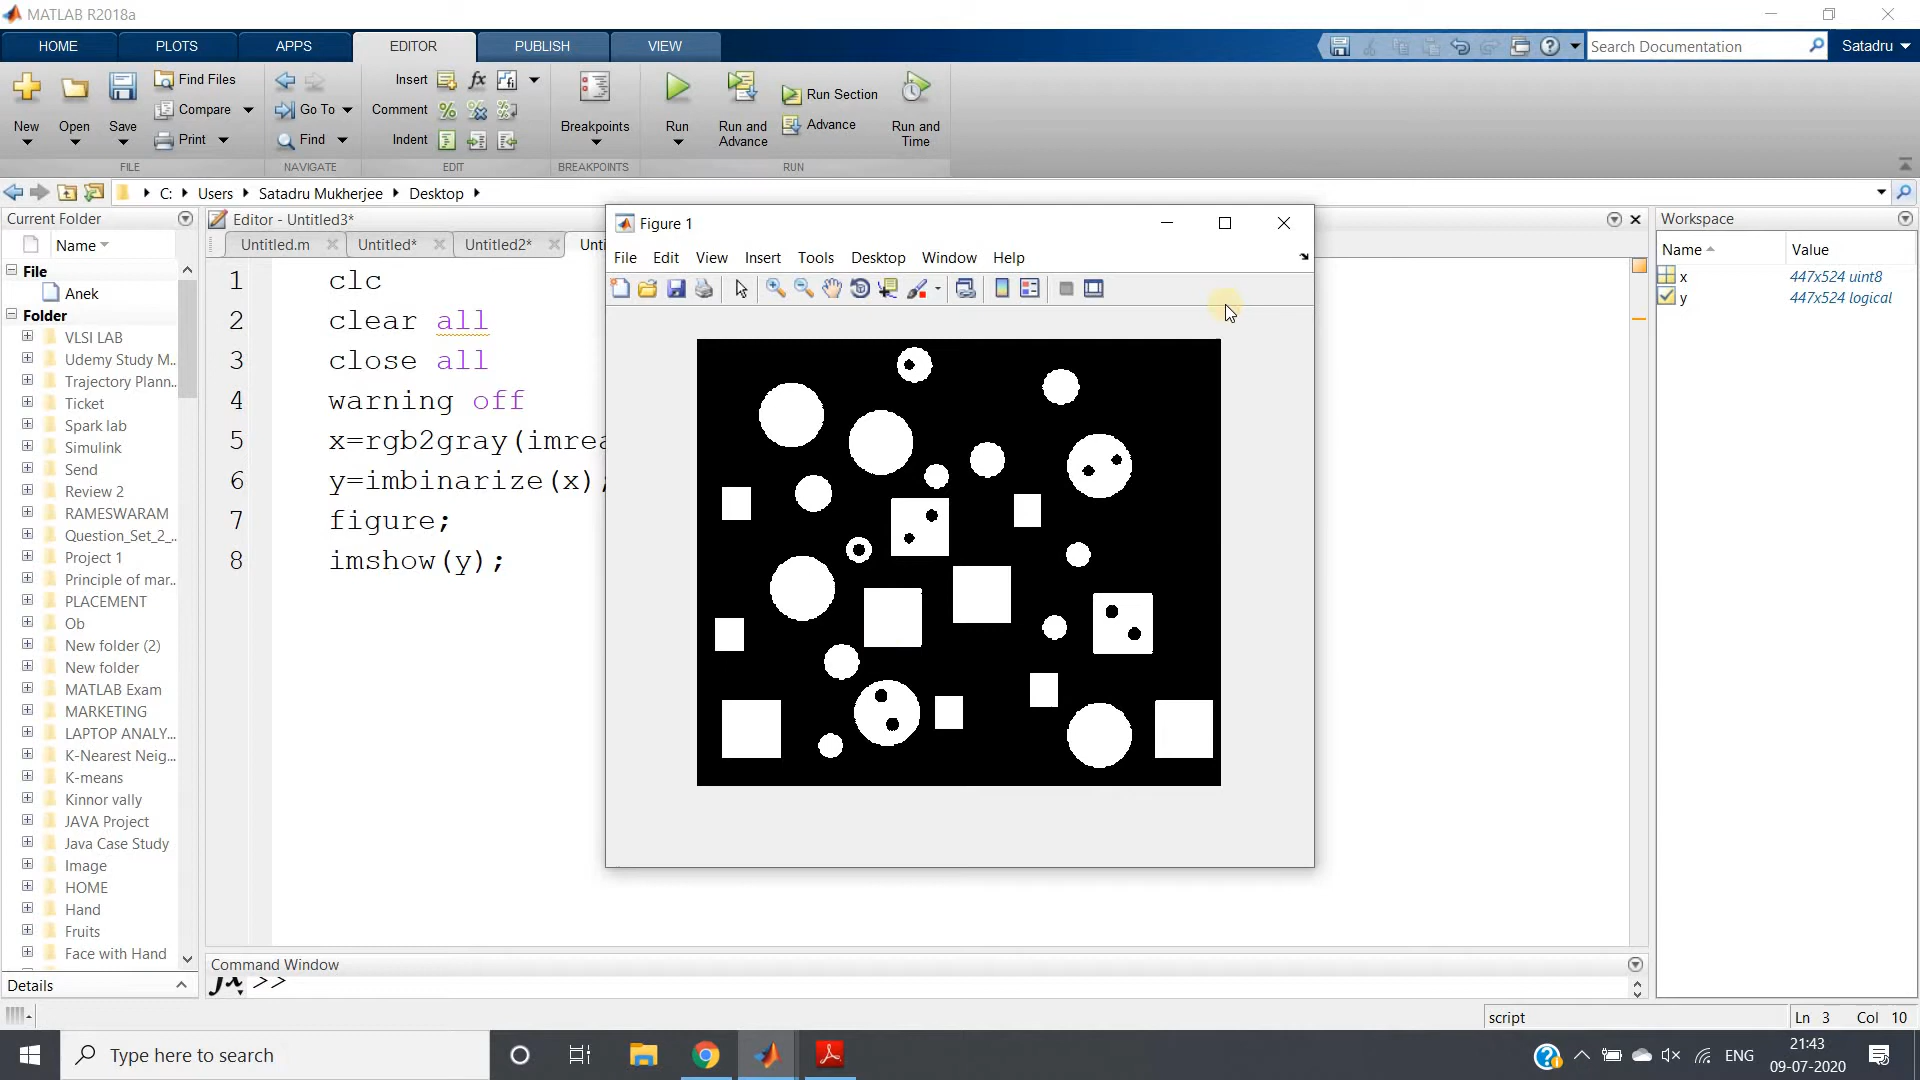 MATLAB R2018a
HOME PLOTS APPS EDITOR PUBLISH VIEW
Search Documentation
Satadru
New
Open
Save
Find Files
Compare
Print
FILE
Go To
Find
NAVIGATE
Insert
Comment
Indent
EDIT
Breakpoints
BREAKPOINTS
Run
Run and Advance
Run Section
Advance
Run and Time
RUN
C: Users Satadru Mukherjee Desktop
Current Folder
Name
File
Anek
Folder
VLSI LAB
Udemy Study M...
Trajectory Plann...
Ticket
Spark lab
Simulink
Send
Review 2
RAMESWARAM
Question_Set_2_...
Project 1
Principle of mar...
PLACEMENT
Ob
New folder (2)
New folder
MATLAB Exam
MARKETING
LAPTOP ANALY...
K-Nearest Neig...
K-means
Kinnor vally
JAVA Project
Java Case Study
Image
HOME
Hand
Fruits
Face with Hand
Details
Editor - Untitled3*
Untitled.m Untitled* Untitled2* Unti
1 clc
2 clear all
3 close all
4 warning off
5 x=rgb2gray(imrea
6 y=imbinarize(x);
7 figure;
8 imshow(y);
Figure 1
File Edit View Insert Tools Desktop Window Help
Command Window
fx >>
Workspace
Name Value
x 447x524 uint8
y 447x524 logical
script
Ln 3 Col 10
Type here to search
ENG
21:43
09-07-2020